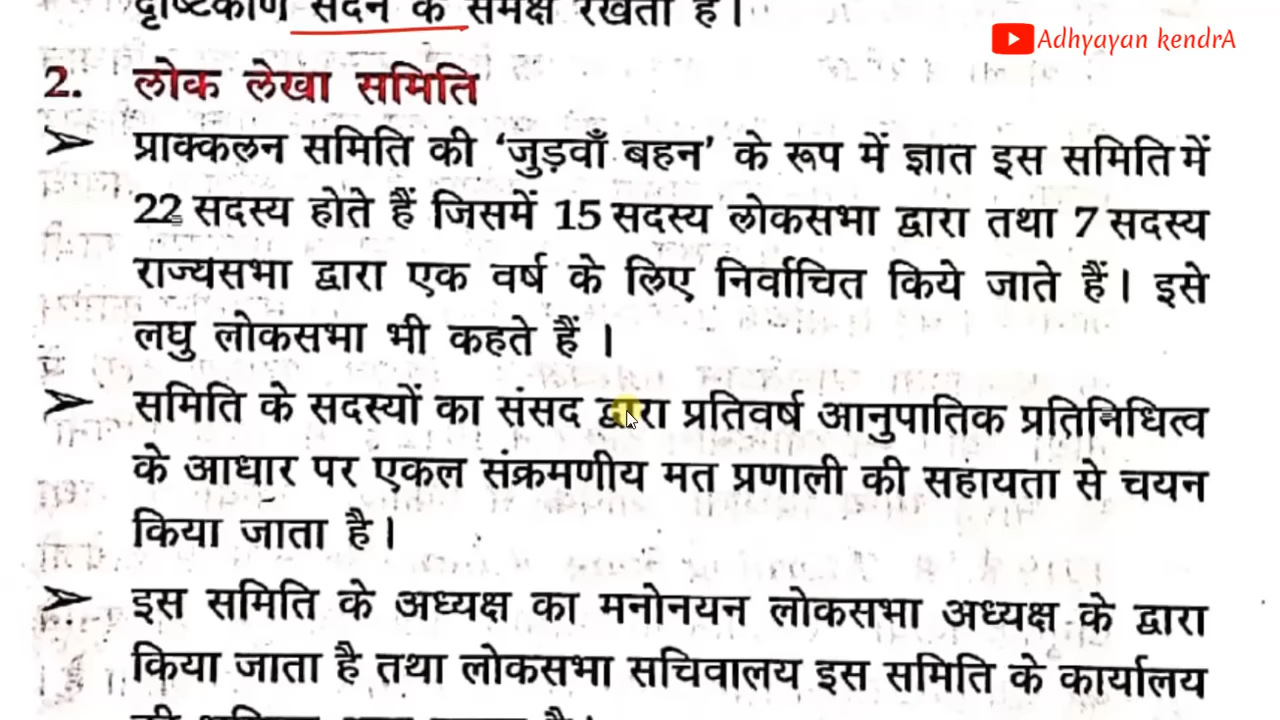 दृष्टिकोण सदन के समक्ष रखता है।
Adhyayan kendrA
2. लोक लेखा समिति
➢ प्राक्कलन समिति की ‘जुड़वाँ बहन’ के रूप में ज्ञात इस समिति में
22 सदस्य होते हैं जिसमें 15 सदस्य लोकसभा द्वारा तथा 7 सदस्य
राज्यसभा द्वारा एक वर्ष के लिए निर्वाचित किये जाते हैं। इसे
लघु लोकसभा भी कहते हैं ।
➢ समिति के सदस्यों का संसद द्वारा प्रतिवर्ष आनुपातिक प्रतिनिधित्व
के आधार पर एकल संक्रमणीय मत प्रणाली की सहायता से चयन
किया जाता है।
➢ इस समिति के अध्यक्ष का मनोनयन लोकसभा अध्यक्ष के द्वारा
किया जाता है तथा लोकसभा सचिवालय इस समिति के कार्यालय